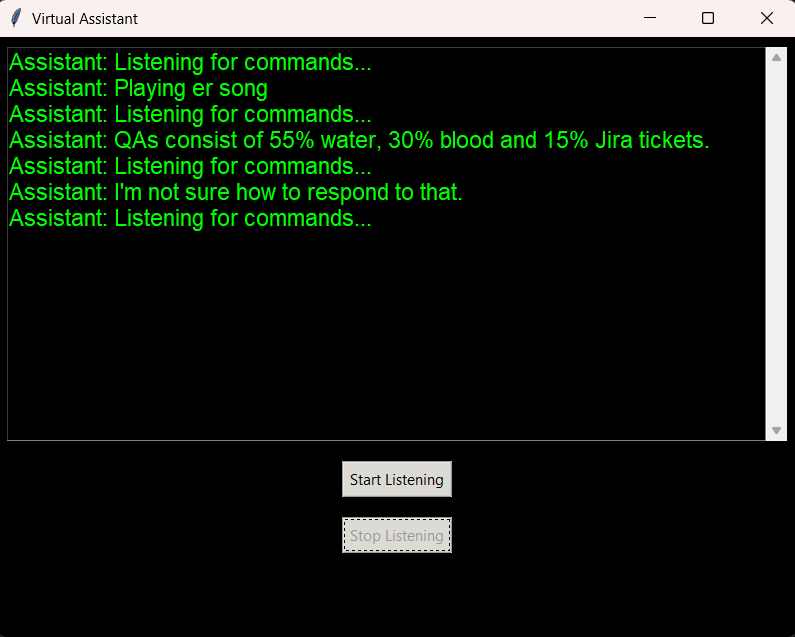 Virtual Assistant
Assistant: Listening for commands...
Assistant: Playing er song
Assistant: Listening for commands...
Assistant: QAs consist of 55% water, 30% blood and 15% Jira tickets.
Assistant: Listening for commands...
Assistant: I'm not sure how to respond to that.
Assistant: Listening for commands...
Start Listening
Stop Listening